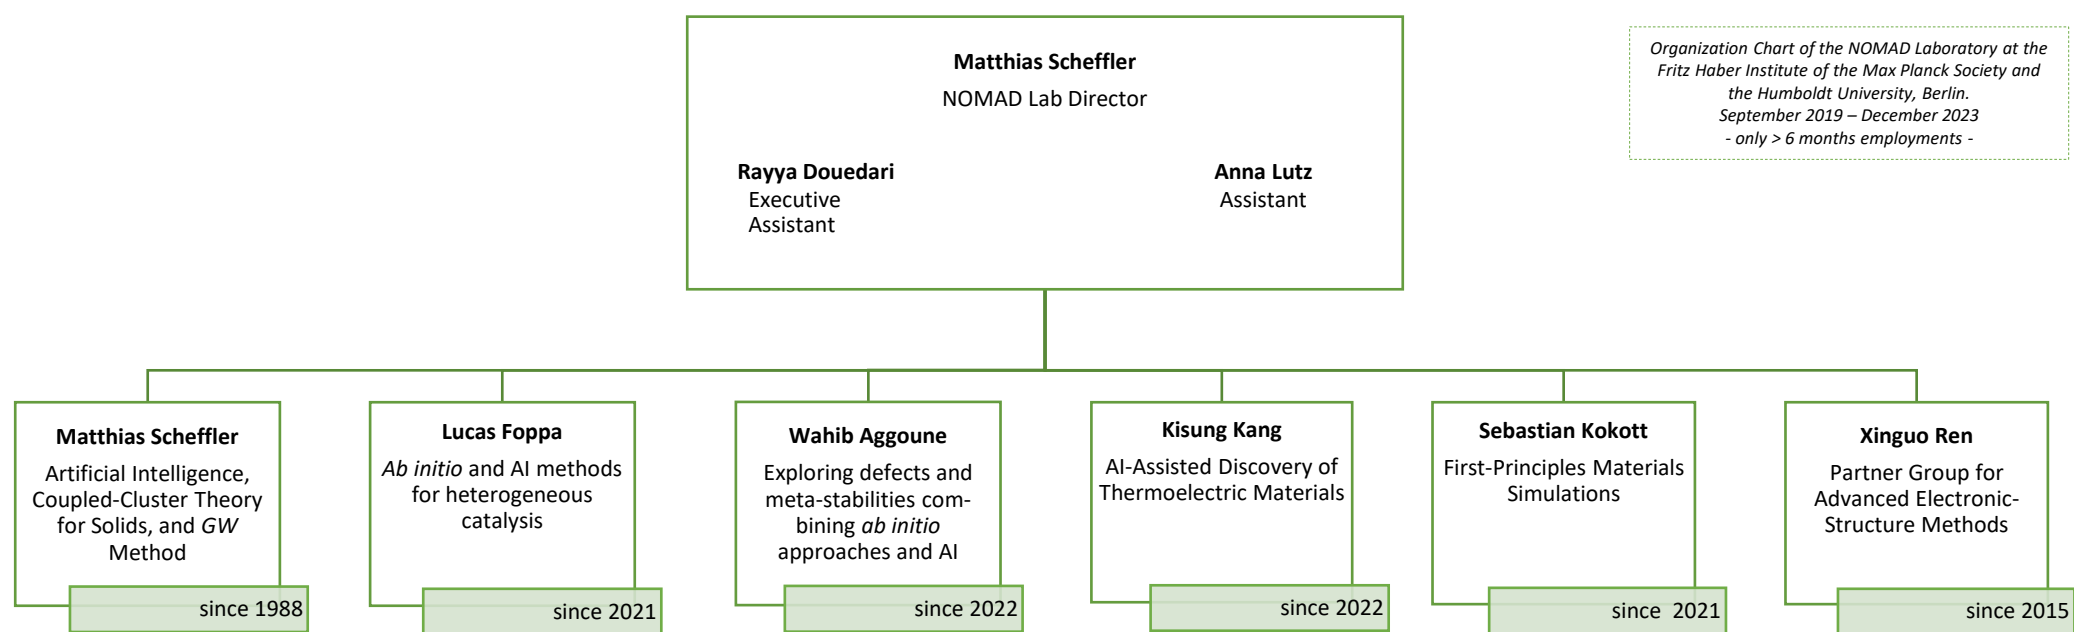 Matthias Scheffler
NOMAD Lab Director
Rayya Douedari
Executive
Assistant
Anna Lutz
Assistant
Organization Chart of the NOMAD Laboratory at the
Fritz Haber Institute of the Max Planck Society and
the Humboldt University, Berlin.
September 2019 – December 2023
- only > 6 months employments -
Matthias Scheffler
Artificial Intelligence,
Coupled-Cluster Theory
for Solids, and GW
Method
since 1988
Lucas Foppa
Ab initio and AI methods
for heterogeneous
catalysis
since 2021
Wahib Aggoune
Exploring defects and
meta-stabilities com-
bining ab initio
approaches and AI
since 2022
Kisung Kang
AI-Assisted Discovery of
Thermoelectric Materials
since 2022
Sebastian Kokott
First-Principles Materials
Simulations
since 2021
Xinguo Ren
Partner Group for
Advanced Electronic-
Structure Methods
since 2015